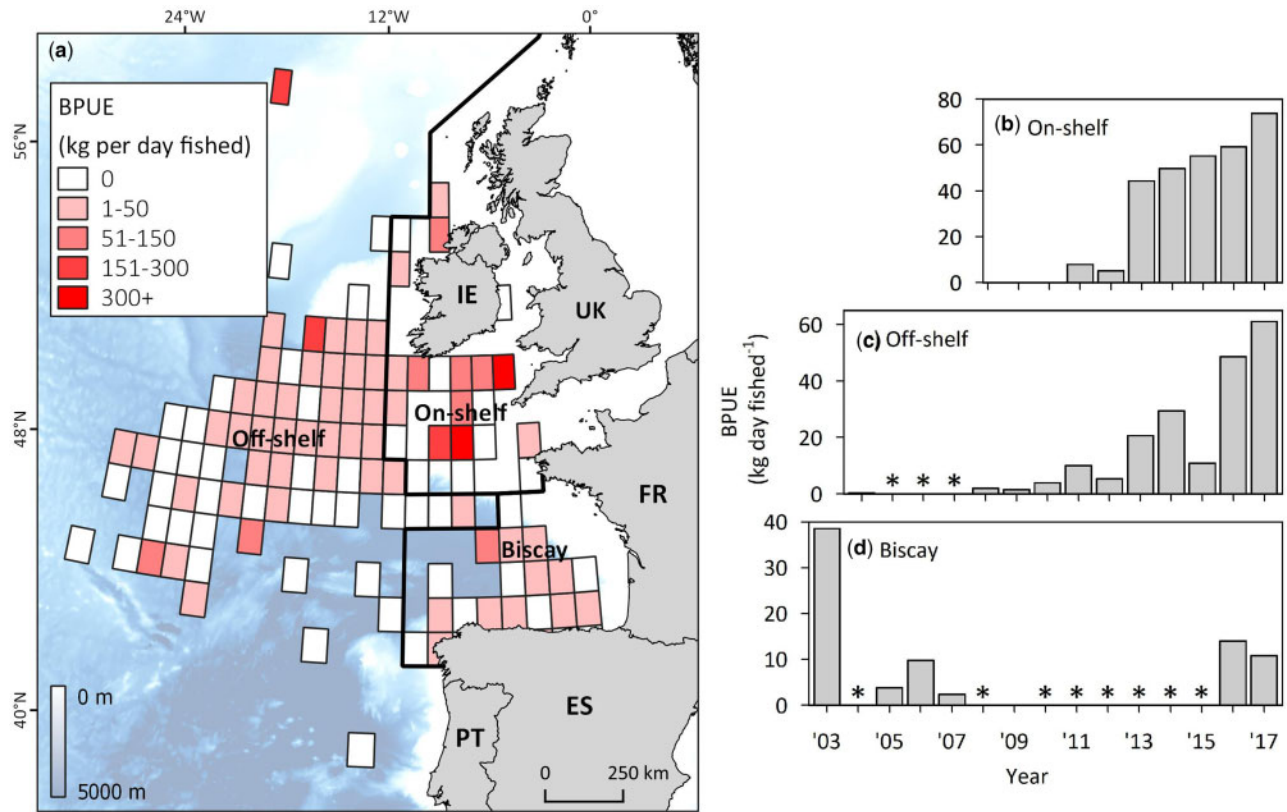 24°W 12°W 0°
(a)
BPUE
(kg per day fished)
0
1-50
51-150
151-300
300+
56°N
48°N
40°N
IE
UK
On-shelf
Off-shelf
FR
Biscay
ES
PT
0 m
5000 m
0 250 km
(b) On-shelf
80
60
40
20
0
(c) Off-shelf
60
40
20
0
* * *
BPUE
(kg day fished⁻¹)
(d) Biscay
40
30
20
10
0
* * * * * * * *
'03 '05 '07 '09 '11 '13 '15 '17
Year